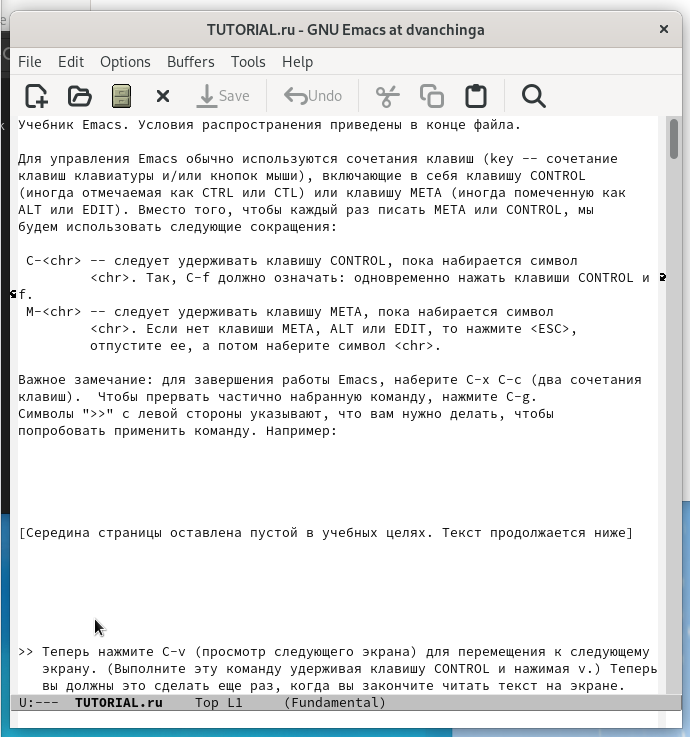 TUTORIAL.ru - GNU Emacs at dvanchinga
File Edit Options Buffers Tools Help
Save Undo
Учебник Emacs. Условия распространения приведены в конце файла.
Для управления Emacs обычно используются сочетания клавиш (key -- сочетание
клавиш клавиатуры и/или кнопок мыши), включающие в себя клавишу CONTROL
(иногда отмечаемая как CTRL или CTL) или клавишу META (иногда помеченную как
ALT или EDIT). Вместо того, чтобы каждый раз писать META или CONTROL, мы
будем использовать следующие сокращения:
C-<chr> -- следует удерживать клавишу CONTROL, пока набирается символ
<chr>. Так, C-f должно означать: одновременно нажать клавиши CONTROL и
f.
M-<chr> -- следует удерживать клавишу META, пока набирается символ
<chr>. Если нет клавиши META, ALT или EDIT, то нажмите <ESC>,
отпустите ее, а потом наберите символ <chr>.
Важное замечание: для завершения работы Emacs, наберите C-x C-c (два сочетания
клавиш).  Чтобы прервать частично набранную команду, нажмите C-g.
Символы ">>" с левой стороны указывают, что вам нужно делать, чтобы
попробовать применить команду. Например:
[Середина страницы оставлена пустой в учебных целях. Текст продолжается ниже]
>> Теперь нажмите C-v (просмотр следующего экрана) для перемещения к следующему
экрану. (Выполните эту команду удерживая клавишу CONTROL и нажимая v.) Теперь
вы должны это сделать еще раз, когда вы закончите читать текст на экране.
U:--- TUTORIAL.ru Top L1 (Fundamental)